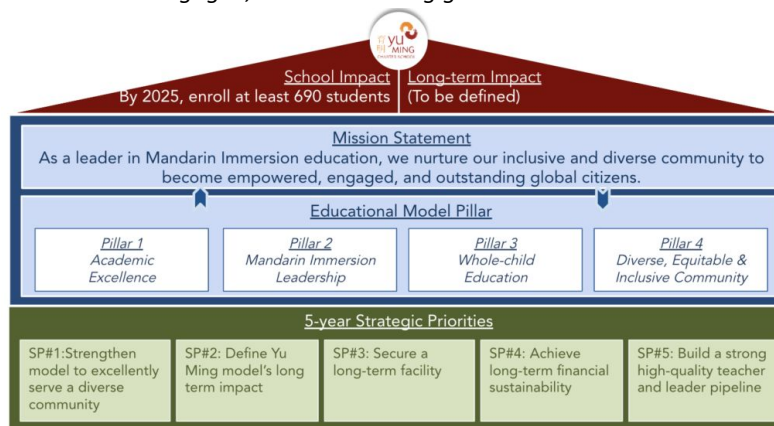 yu
MING
CHARTER SCHOOLS
School Impact
By 2025, enroll at least 690 students
Long-term Impact
(To be defined)
Mission Statement
As a leader in Mandarin Immersion education, we nurture our inclusive and diverse community to
become empowered, engaged, and outstanding global citizens.
Educational Model Pillar
Pillar 1
Academic
Excellence
Pillar 2
Mandarin Immersion
Leadership
Pillar 3
Whole-child
Education
Pillar 4
Diverse, Equitable &
Inclusive Community
5-year Strategic Priorities
SP#1:Strengthen
model to excellently
serve a diverse
community
SP#2: Define Yu
Ming model's long
term impact
SP#3: Secure a
long-term facility
SP#4: Achieve
long-term financial
sustainability
SP#5: Build a strong
high-quality teacher
and leader pipeline